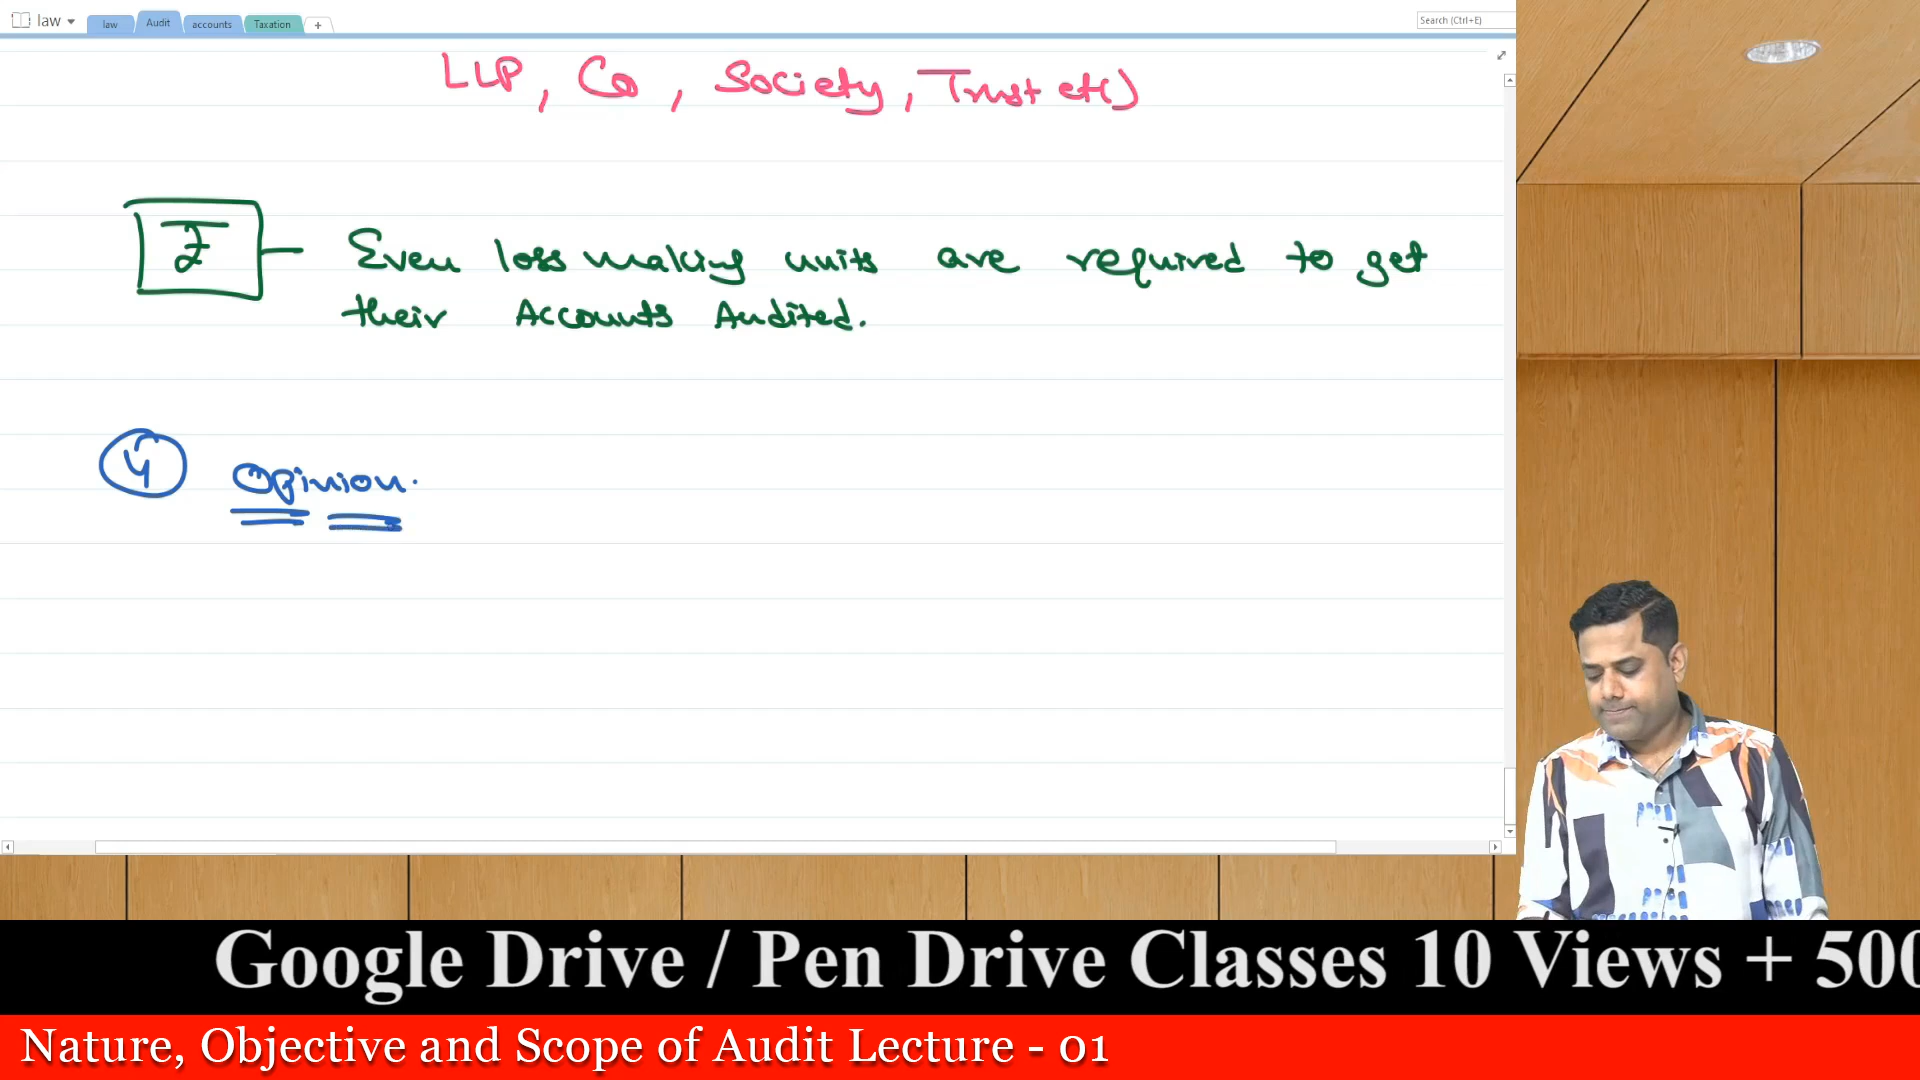 law
law Audit accounts Taxation +
Search (Ctrl+E)
LLP, Co, Society, Trust etc)
Even loss making units are required to get
their Accounts Audited.
4 Opinion.
Google Drive / Pen Drive Classes 10 Views + 500
Nature, Objective and Scope of Audit Lecture - 01